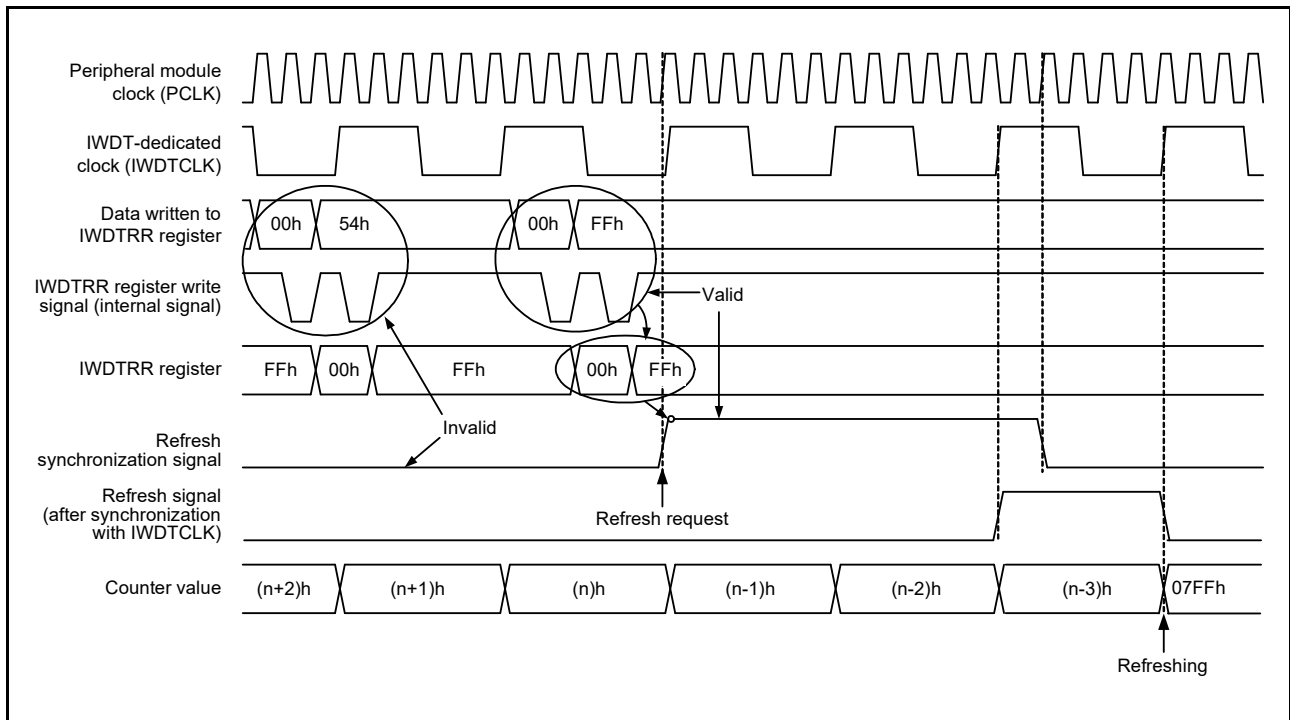 Peripheral module
clock (PCLK)
IWDT-dedicated
clock (IWDTCLK)
Data written to
IWDTRR register
00h 54h 00h FFh
IWDTRR register write
signal (internal signal)
Valid
IWDTRR register
FFh 00h FFh 00h FFh
Invalid
Refresh
synchronization signal
Refresh request
Refresh signal
(after synchronization
with IWDTCLK)
Counter value
(n+2)h (n+1)h (n)h (n-1)h (n-2)h (n-3)h 07FFh
Refreshing